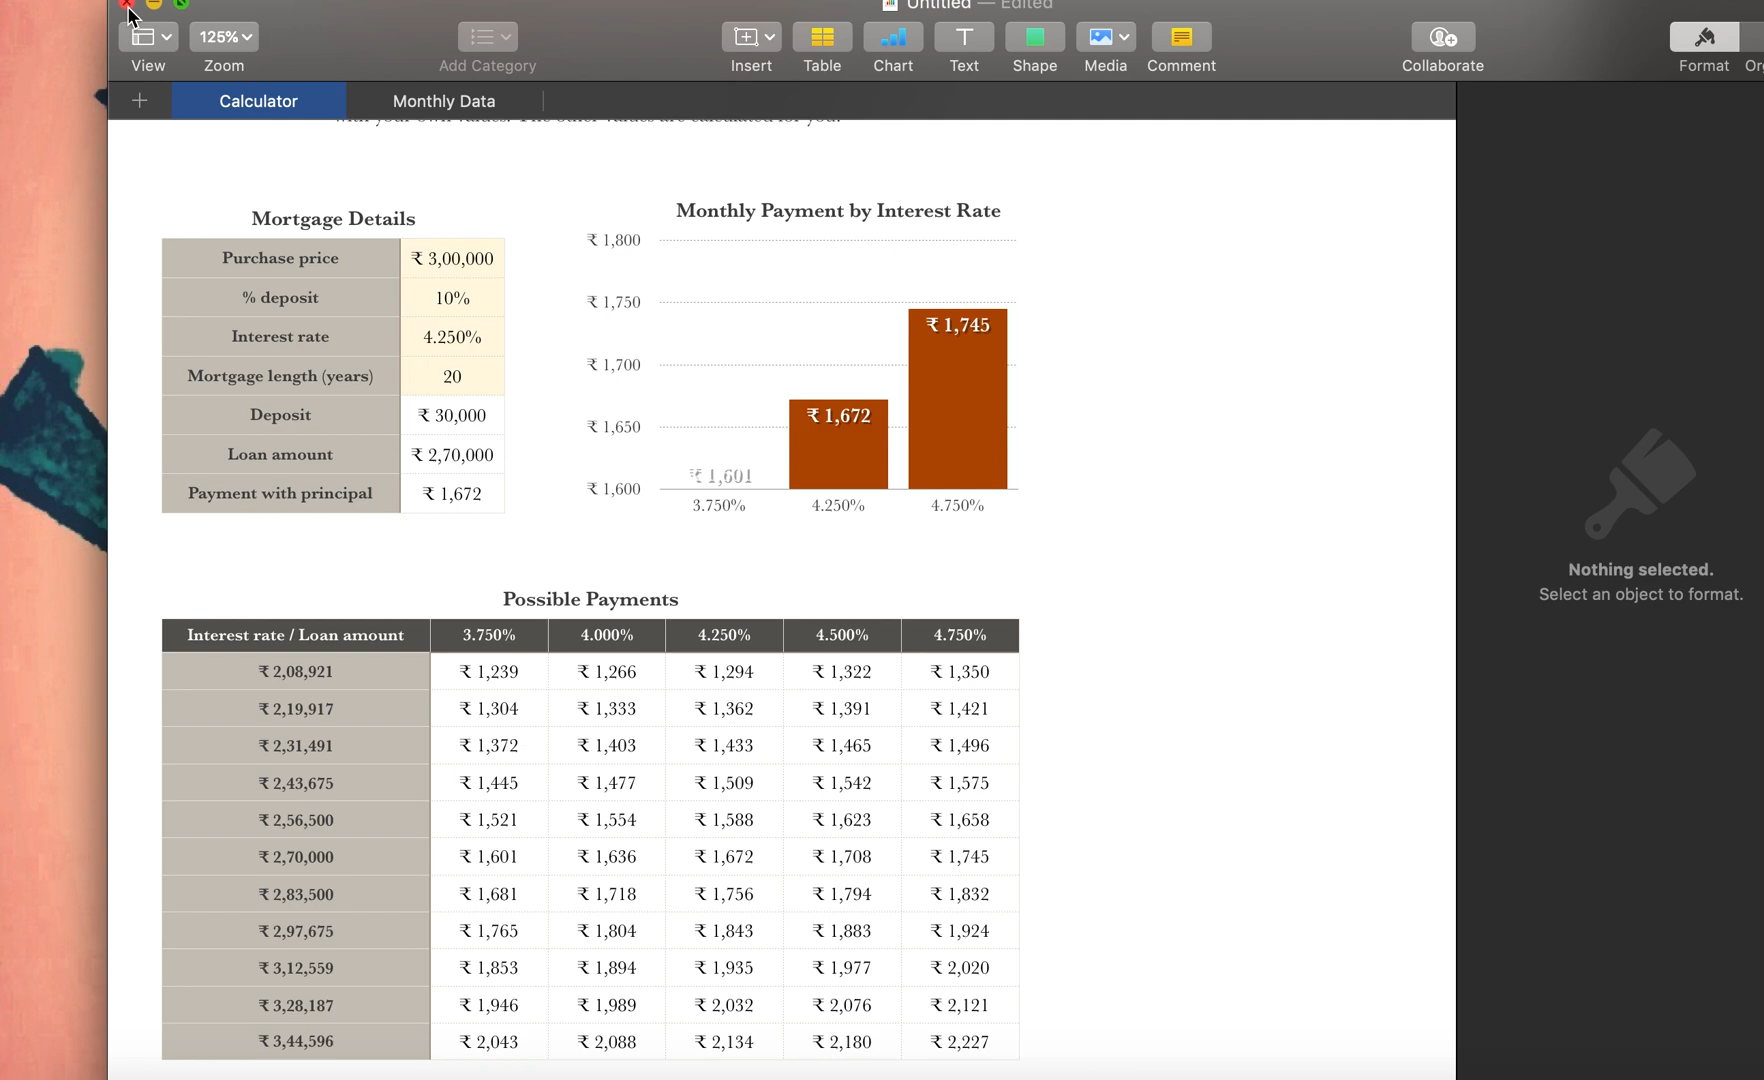 Untitled — Edited
125%
View
Zoom
Add Category
Insert
Table
Chart
Text
Shape
Media
Comment
Collaborate
Format
Calculator
Monthly Data
Mortgage Details
Purchase price ₹ 3,00,000
% deposit 10%
Interest rate 4.250%
Mortgage length (years) 20
Deposit ₹ 30,000
Loan amount ₹ 2,70,000
Payment with principal ₹ 1,672
Monthly Payment by Interest Rate
₹ 1,800
₹ 1,750
₹ 1,700
₹ 1,650
₹ 1,600
₹ 1,601
₹ 1,672
₹ 1,745
3.750% 4.250% 4.750%
Possible Payments
Interest rate / Loan amount 3.750% 4.000% 4.250% 4.500% 4.750%
₹ 2,08,921 ₹ 1,239 ₹ 1,266 ₹ 1,294 ₹ 1,322 ₹ 1,350
₹ 2,19,917 ₹ 1,304 ₹ 1,333 ₹ 1,362 ₹ 1,391 ₹ 1,421
₹ 2,31,491 ₹ 1,372 ₹ 1,403 ₹ 1,433 ₹ 1,465 ₹ 1,496
₹ 2,43,675 ₹ 1,445 ₹ 1,477 ₹ 1,509 ₹ 1,542 ₹ 1,575
₹ 2,56,500 ₹ 1,521 ₹ 1,554 ₹ 1,588 ₹ 1,623 ₹ 1,658
₹ 2,70,000 ₹ 1,601 ₹ 1,636 ₹ 1,672 ₹ 1,708 ₹ 1,745
₹ 2,83,500 ₹ 1,681 ₹ 1,718 ₹ 1,756 ₹ 1,794 ₹ 1,832
₹ 2,97,675 ₹ 1,765 ₹ 1,804 ₹ 1,843 ₹ 1,883 ₹ 1,924
₹ 3,12,559 ₹ 1,853 ₹ 1,894 ₹ 1,935 ₹ 1,977 ₹ 2,020
₹ 3,28,187 ₹ 1,946 ₹ 1,989 ₹ 2,032 ₹ 2,076 ₹ 2,121
₹ 3,44,596 ₹ 2,043 ₹ 2,088 ₹ 2,134 ₹ 2,180 ₹ 2,227
Nothing selected.
Select an object to format.